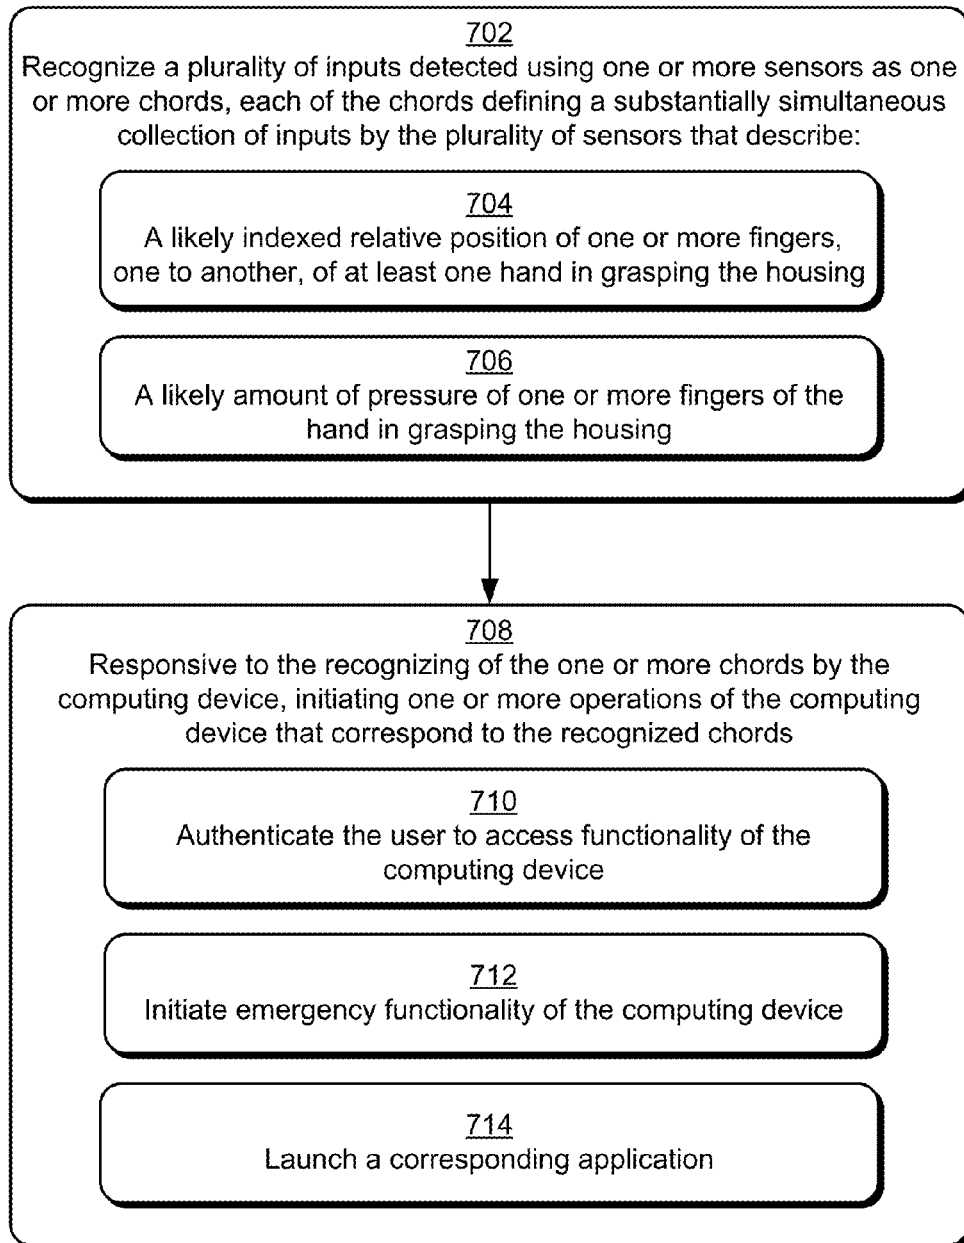 702
Recognize a plurality of inputs detected using one or more sensors as one
or more chords, each of the chords defining a substantially simultaneous
collection of inputs by the plurality of sensors that describe:
704
A likely indexed relative position of one or more fingers,
one to another, of at least one hand in grasping the housing
706
A likely amount of pressure of one or more fingers of the
hand in grasping the housing
708
Responsive to the recognizing of the one or more chords by the
computing device, initiating one or more operations of the computing
device that correspond to the recognized chords
710
Authenticate the user to access functionality of the
computing device
712
Initiate emergency functionality of the computing device
714
Launch a corresponding application